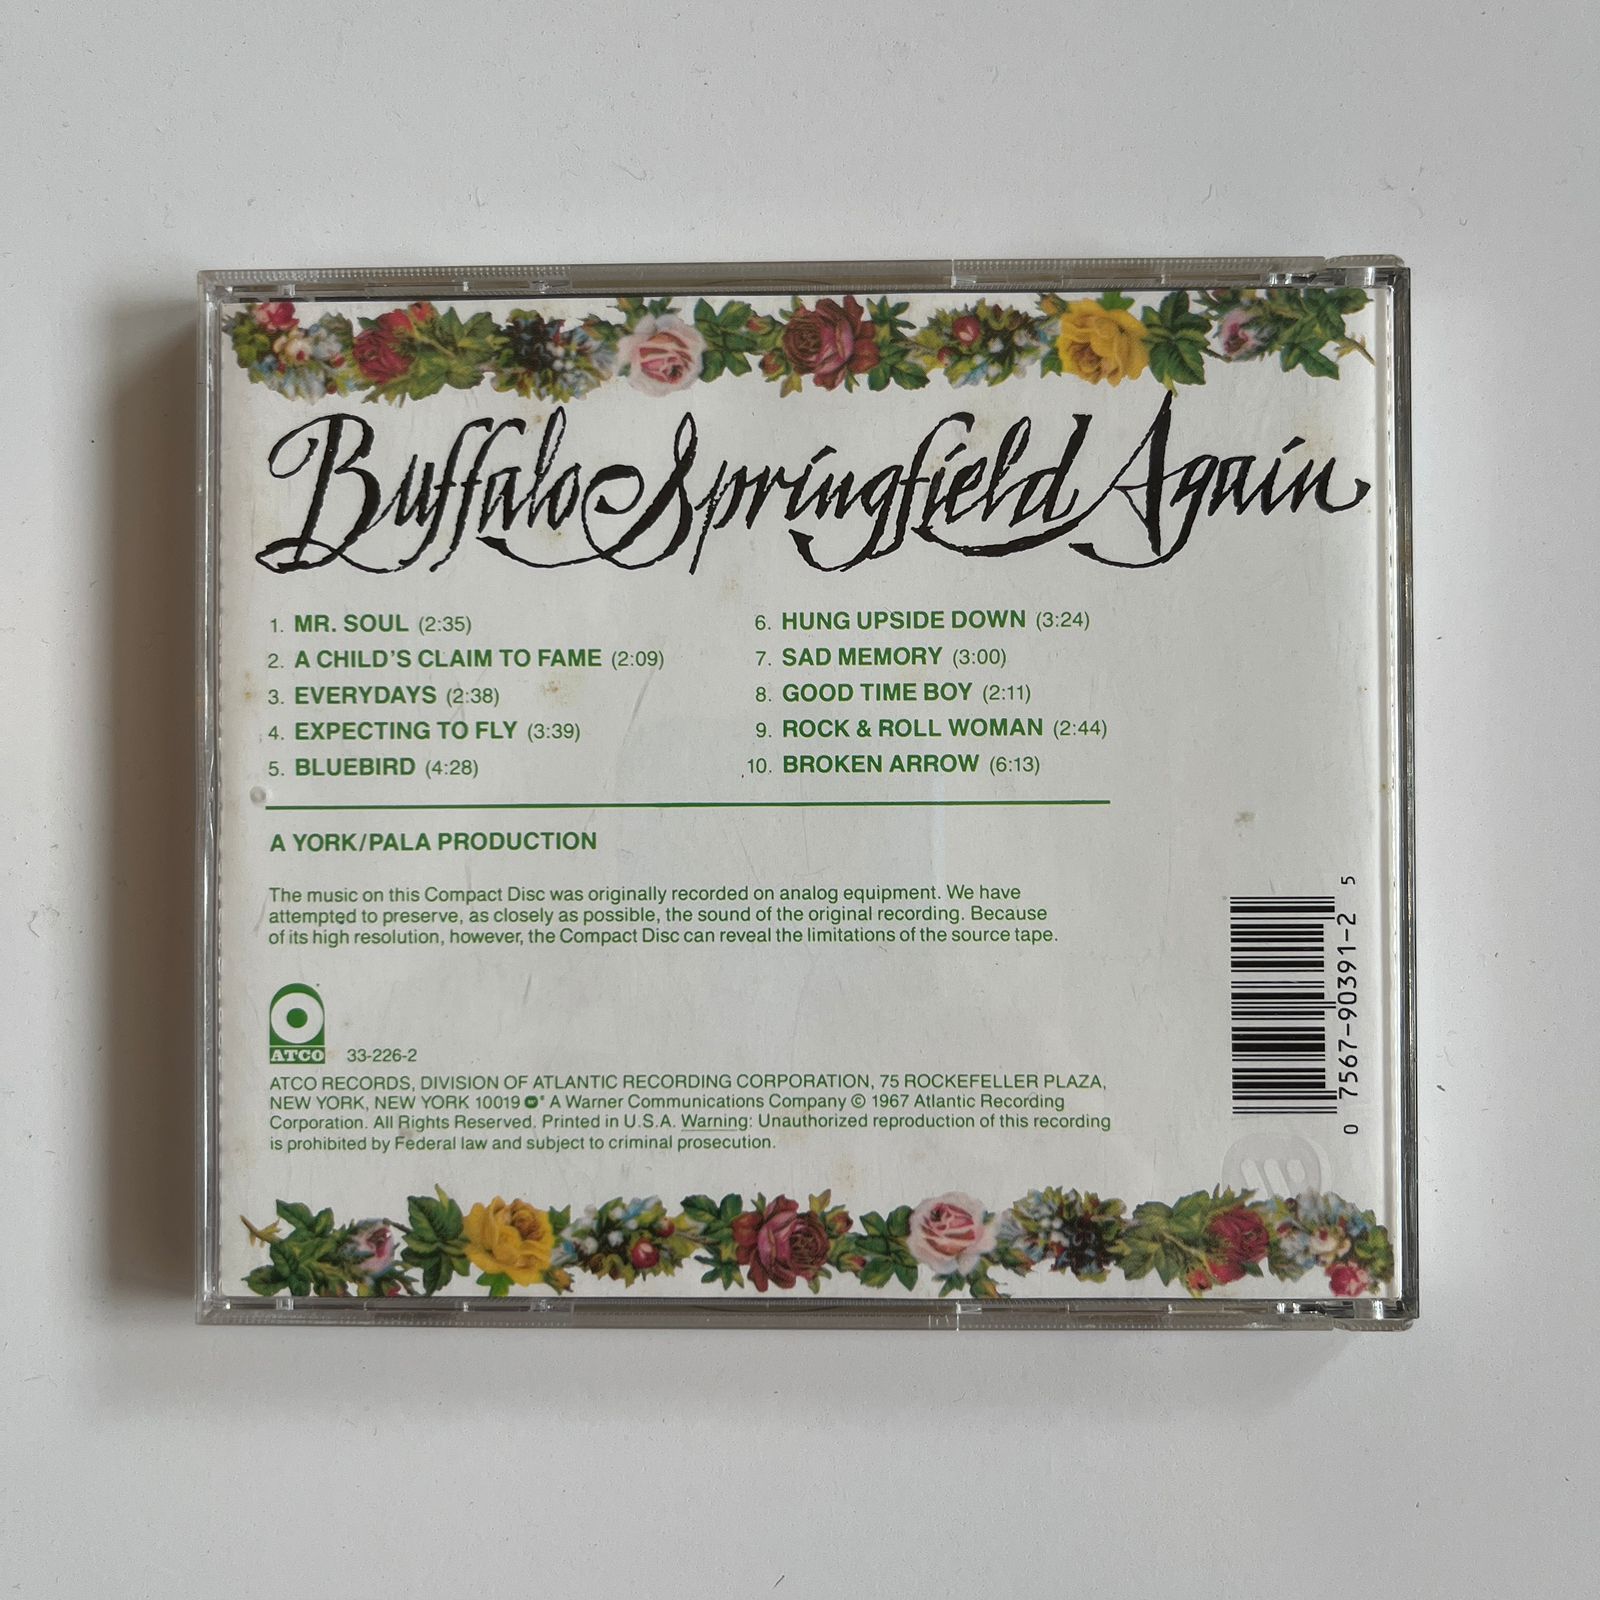 Buffalo Springfield Again
1. MR. SOUL (2:35)
2. A CHILD'S CLAIM TO FAME (2:09)
3. EVERYDAYS (2:38)
4. EXPECTING TO FLY (3:39)
5. BLUEBIRD (4:28)
6. HUNG UPSIDE DOWN (3:24)
7. SAD MEMORY (3:00)
8. GOOD TIME BOY (2:11)
9. ROCK & ROLL WOMAN (2:44)
10. BROKEN ARROW (6:13)
A YORK/PALA PRODUCTION
The music on this Compact Disc was originally recorded on analog equipment. We have
attempted to preserve, as closely as possible, the sound of the original recording. Because
of its high resolution, however, the Compact Disc can reveal the limitations of the source tape.
ATCO 33-226-2
ATCO RECORDS, DIVISION OF ATLANTIC RECORDING CORPORATION, 75 ROCKEFELLER PLAZA,
NEW YORK, NEW YORK 10019 A Warner Communications Company © 1967 Atlantic Recording
Corporation. All Rights Reserved. Printed in U.S.A. Warning: Unauthorized reproduction of this recording
is prohibited by Federal law and subject to criminal prosecution.
0 7567-90391-2 5